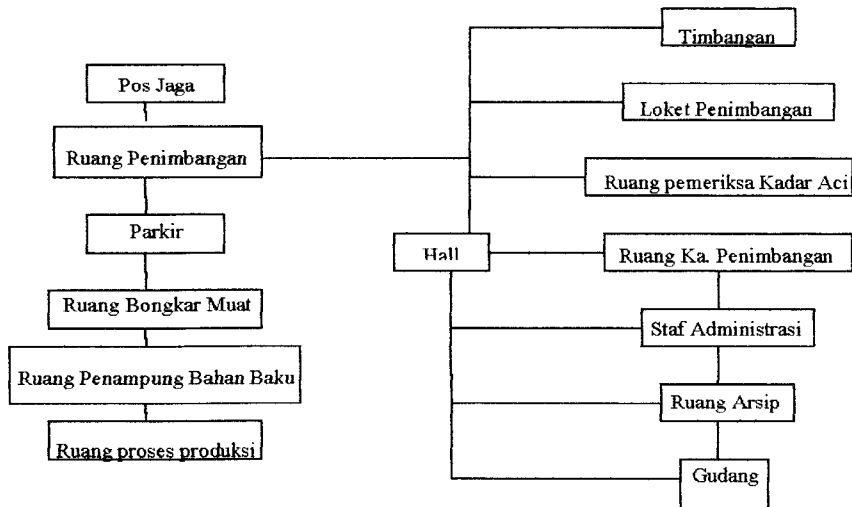 Pos Jaga
Ruang Penimbangan
Parkir
Ruang Bongkar Muat
Ruang Penampung Bahan Baku
Ruang proses produksi
Hall
Timbangan
Loket Penimbangan
Ruang pemeriksa Kadar Aci
Ruang Ka. Penimbangan
Staf Administrasi
Ruang Arsip
Gudang